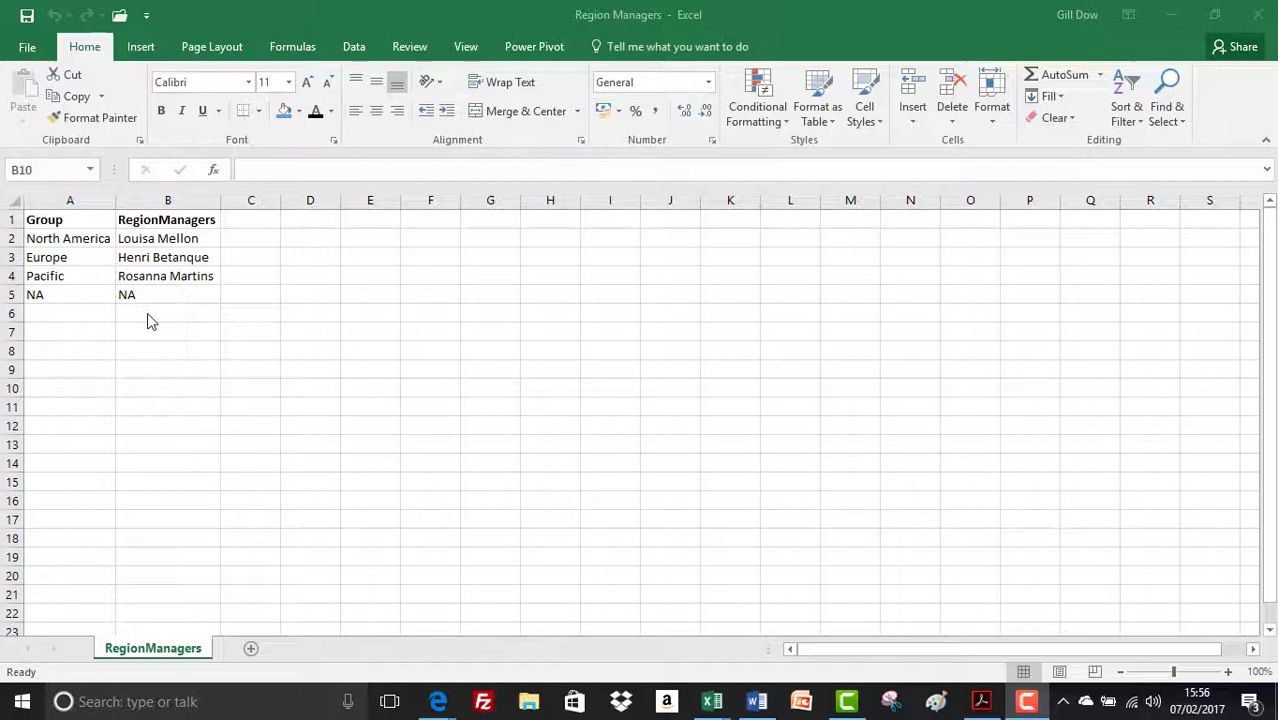 Region Managers - Excel
Gill Dow
File Home Insert Page Layout Formulas Data Review View Power Pivot Tell me what you want to do Share
Paste
Cut
Copy
Format Painter
Clipboard
Calibri 11
B I U A
Font
Wrap Text
Merge & Center
Alignment
General
% ,
Number
Conditional Formatting
Format as Table
Cell Styles
Styles
Insert
Delete
Format
Cells
AutoSum
Fill
Clear
Sort & Filter
Find & Select
Editing
B10 fx
A B C D E F G H I J K L M N O P Q R S
1 Group RegionManagers
2 North America Louisa Mellon
3 Europe Henri Betanque
4 Pacific Rosanna Martins
5 NA NA
6
7
8
9
10
11
12
13
14
15
16
17
18
19
20
21
22
23
RegionManagers
Ready 100%
Search: type or talk
15:56
07/02/2017
3